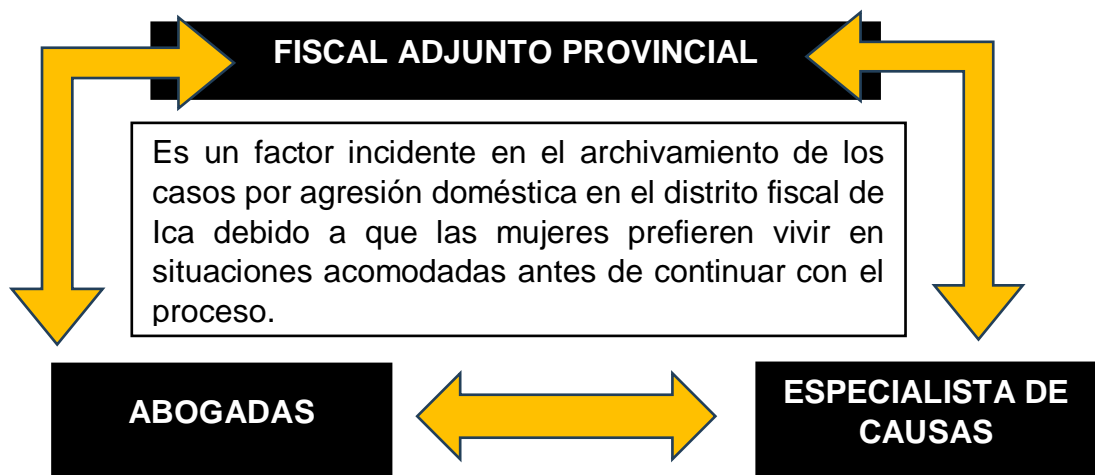 FISCAL ADJUNTO PROVINCIAL
Es un factor incidente en el archivamiento de los
casos por agresión doméstica en el distrito fiscal de
Ica debido a que las mujeres prefieren vivir en
situaciones acomodadas antes de continuar con el
proceso.
ABOGADAS
ESPECIALISTA DE
CAUSAS